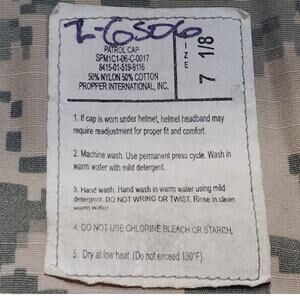 Z-6506
PATROL CAP
SPM1C1-06-C-0017
8415-01-519-9116
50% NYLON 50% COTTON
PROPPER INTERNATIONAL, INC.
SIZE
7 1/8
1. If cap is worn under helmet, helmet headband may
require readjustment for proper fit and comfort.
2. Machine wash. Use permanent press cycle. Wash in
warm water with mild detergent.
3. Hand wash. Hand wash in warm water using mild
detergent. DO NOT WRING OR TWIST. Rinse in clean
warm water.
4. DO NOT USE CHLORINE BLEACH OR STARCH.
5. Dry at low heat (Do not exceed 130°F)